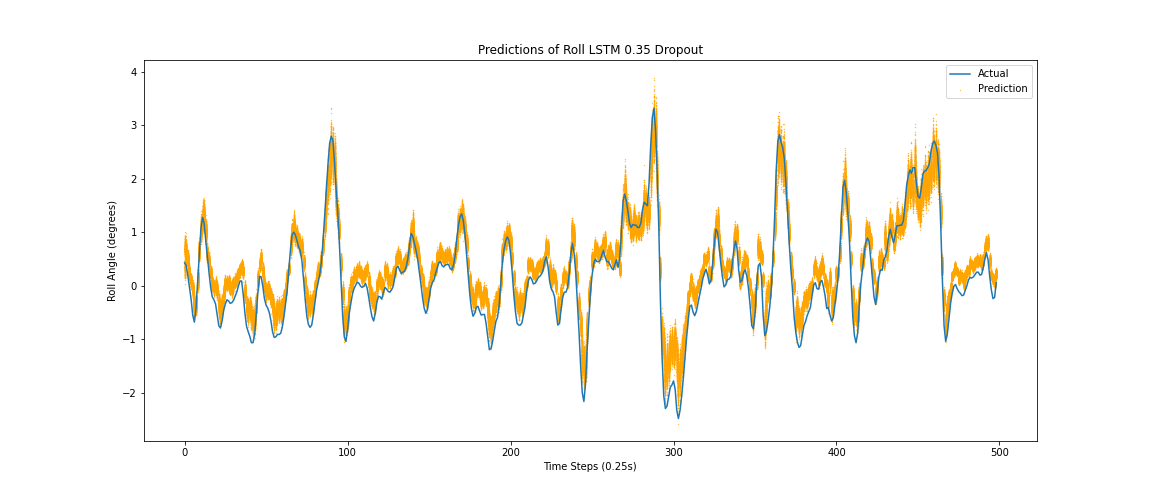 Predictions of Roll LSTM 0.35 Dropout
Actual
Prediction
Roll Angle (degrees)
4
3
2
1
0
−1
−2
0
100
200
300
400
500
Time Steps (0.25s)